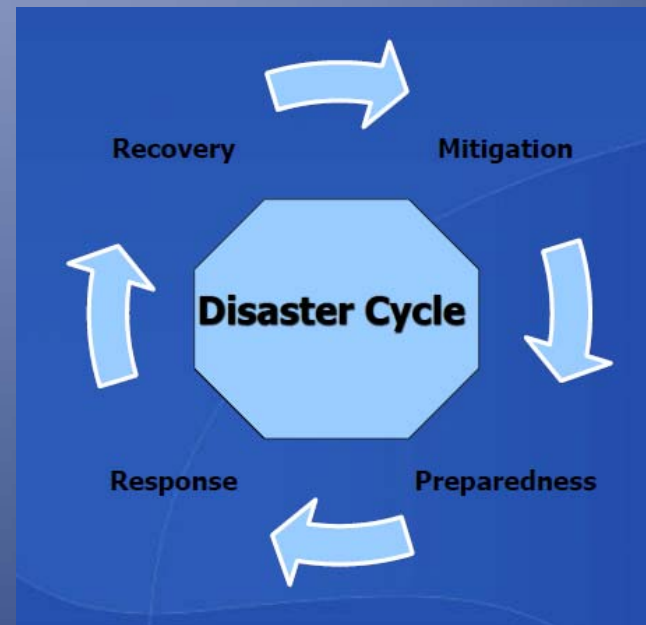 Recovery
Mitigation
Disaster Cycle
Response
Preparedness